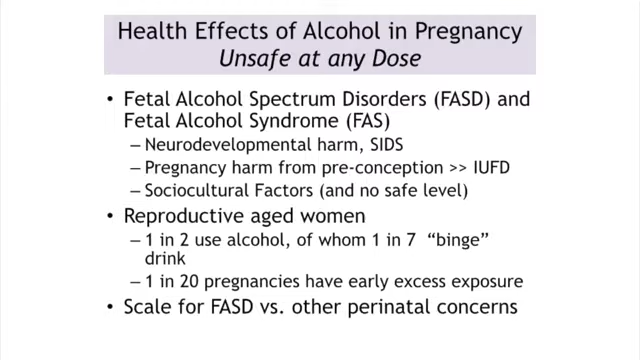 Health Effects of Alcohol in Pregnancy
Unsafe at any Dose
• Fetal Alcohol Spectrum Disorders (FASD) and
Fetal Alcohol Syndrome (FAS)
– Neurodevelopmental harm, SIDS
– Pregnancy harm from pre-conception >> IUFD
– Sociocultural Factors (and no safe level)
• Reproductive aged women
– 1 in 2 use alcohol, of whom 1 in 7 “binge”
drink
– 1 in 20 pregnancies have early excess exposure
• Scale for FASD vs. other perinatal concerns